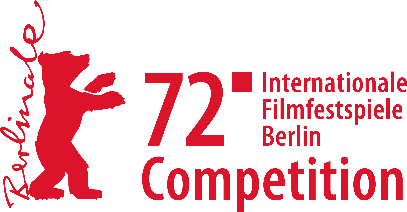 Berlinale
72
Internationale
Filmfestspiele
Berlin
Competition